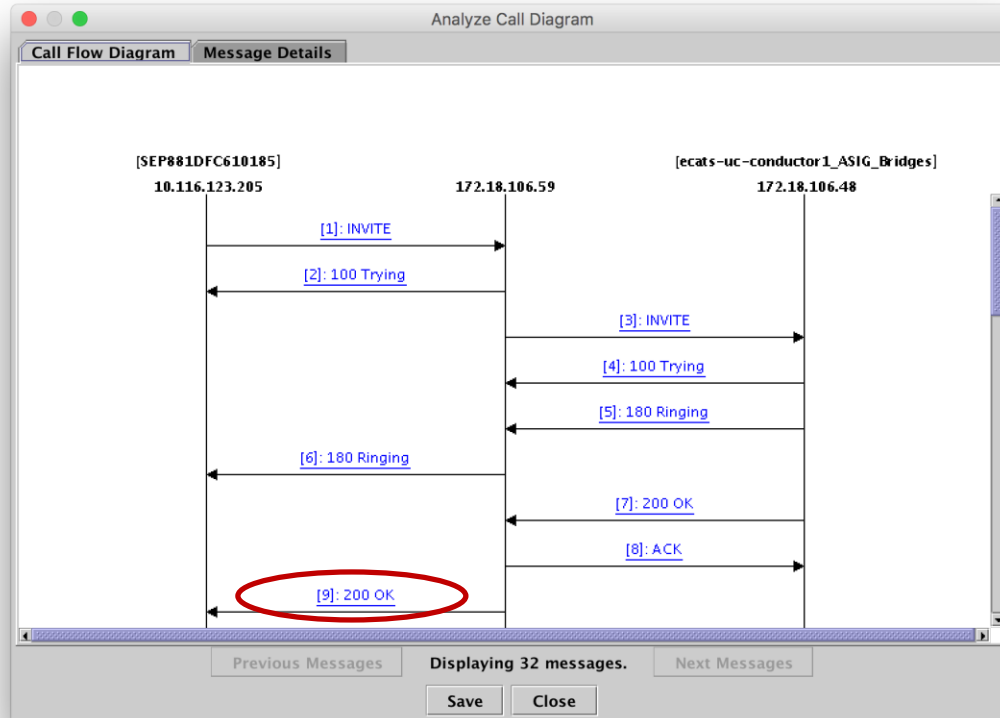 Analyze Call Diagram
Call Flow Diagram Message Details
[SEP881DFC610185] [ecats-uc-conductor1_ASIG_Bridges]
10.116.123.205 172.18.106.59 172.18.106.48
[1]: INVITE
[2]: 100 Trying
[3]: INVITE
[4]: 100 Trying
[5]: 180 Ringing
[6]: 180 Ringing
[7]: 200 OK
[8]: ACK
[9]: 200 OK
Previous Messages Displaying 32 messages. Next Messages
Save Close